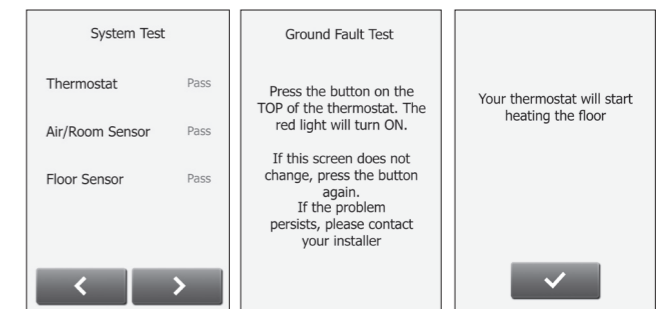 System Test
Thermostat Pass
Air/Room Sensor Pass
Floor Sensor Pass
Ground Fault Test
Press the button on the
TOP of the thermostat. The
red light will turn ON.
If this screen does not
change, press the button
again.
If the problem
persists, please contact
your installer
Your thermostat will start
heating the floor